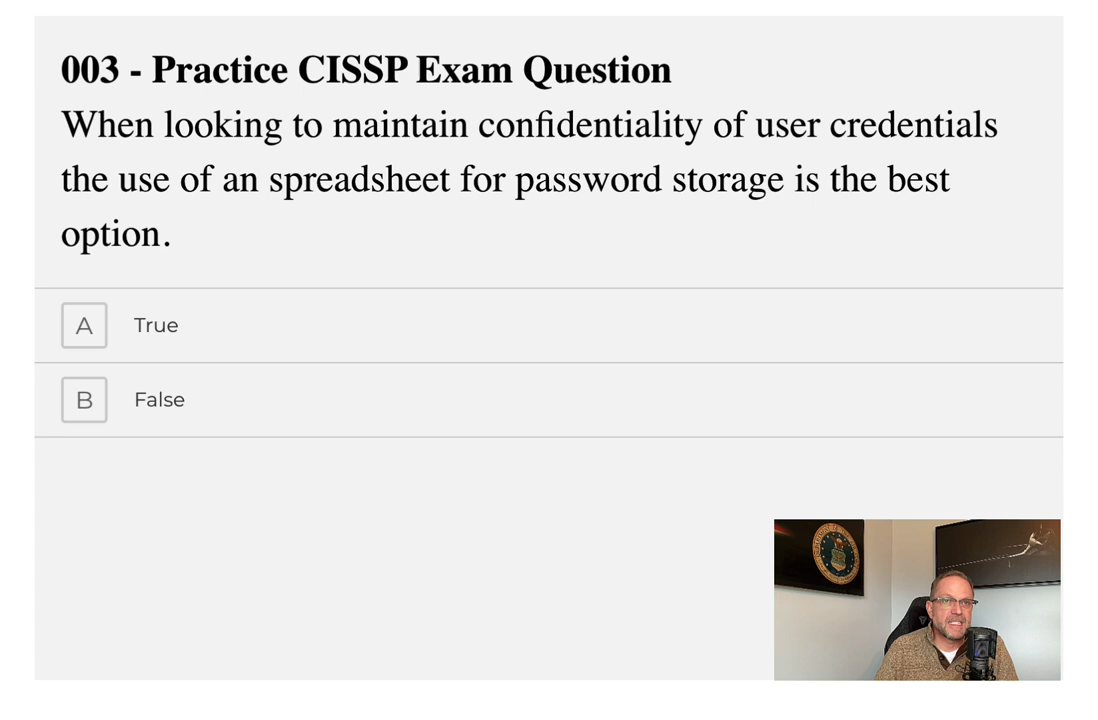 003 - Practice CISSP Exam Question
When looking to maintain confidentiality of user credentials
the use of an spreadsheet for password storage is the best
option.
A True
B False